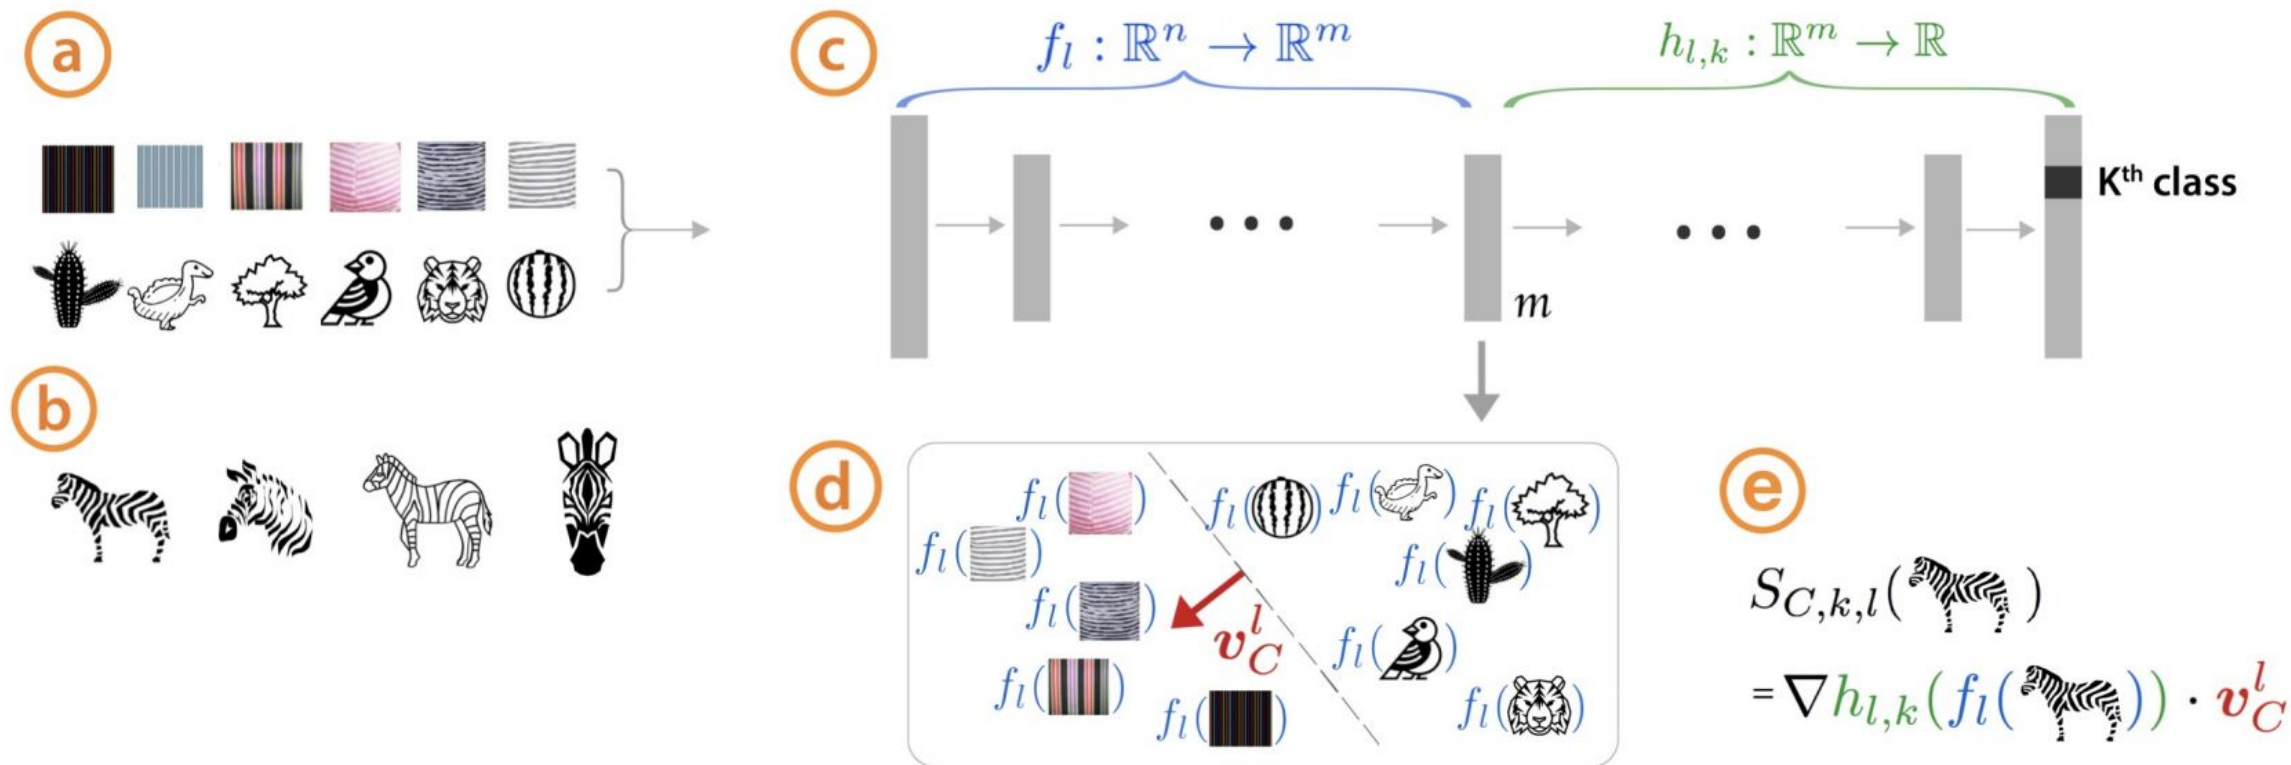 a
b
c
f_l : ℝ^n → ℝ^m
h_{l,k} : ℝ^m → ℝ
K^th class
m
d
f_l( )
f_l( )
f_l( )
f_l( )
f_l( )
f_l( )
f_l( )
f_l( )
v_C^l
f_l( )
f_l( )
f_l( )
e
S_{C,k,l}( )
= ∇h_{l,k}(f_l( )) · v_C^l